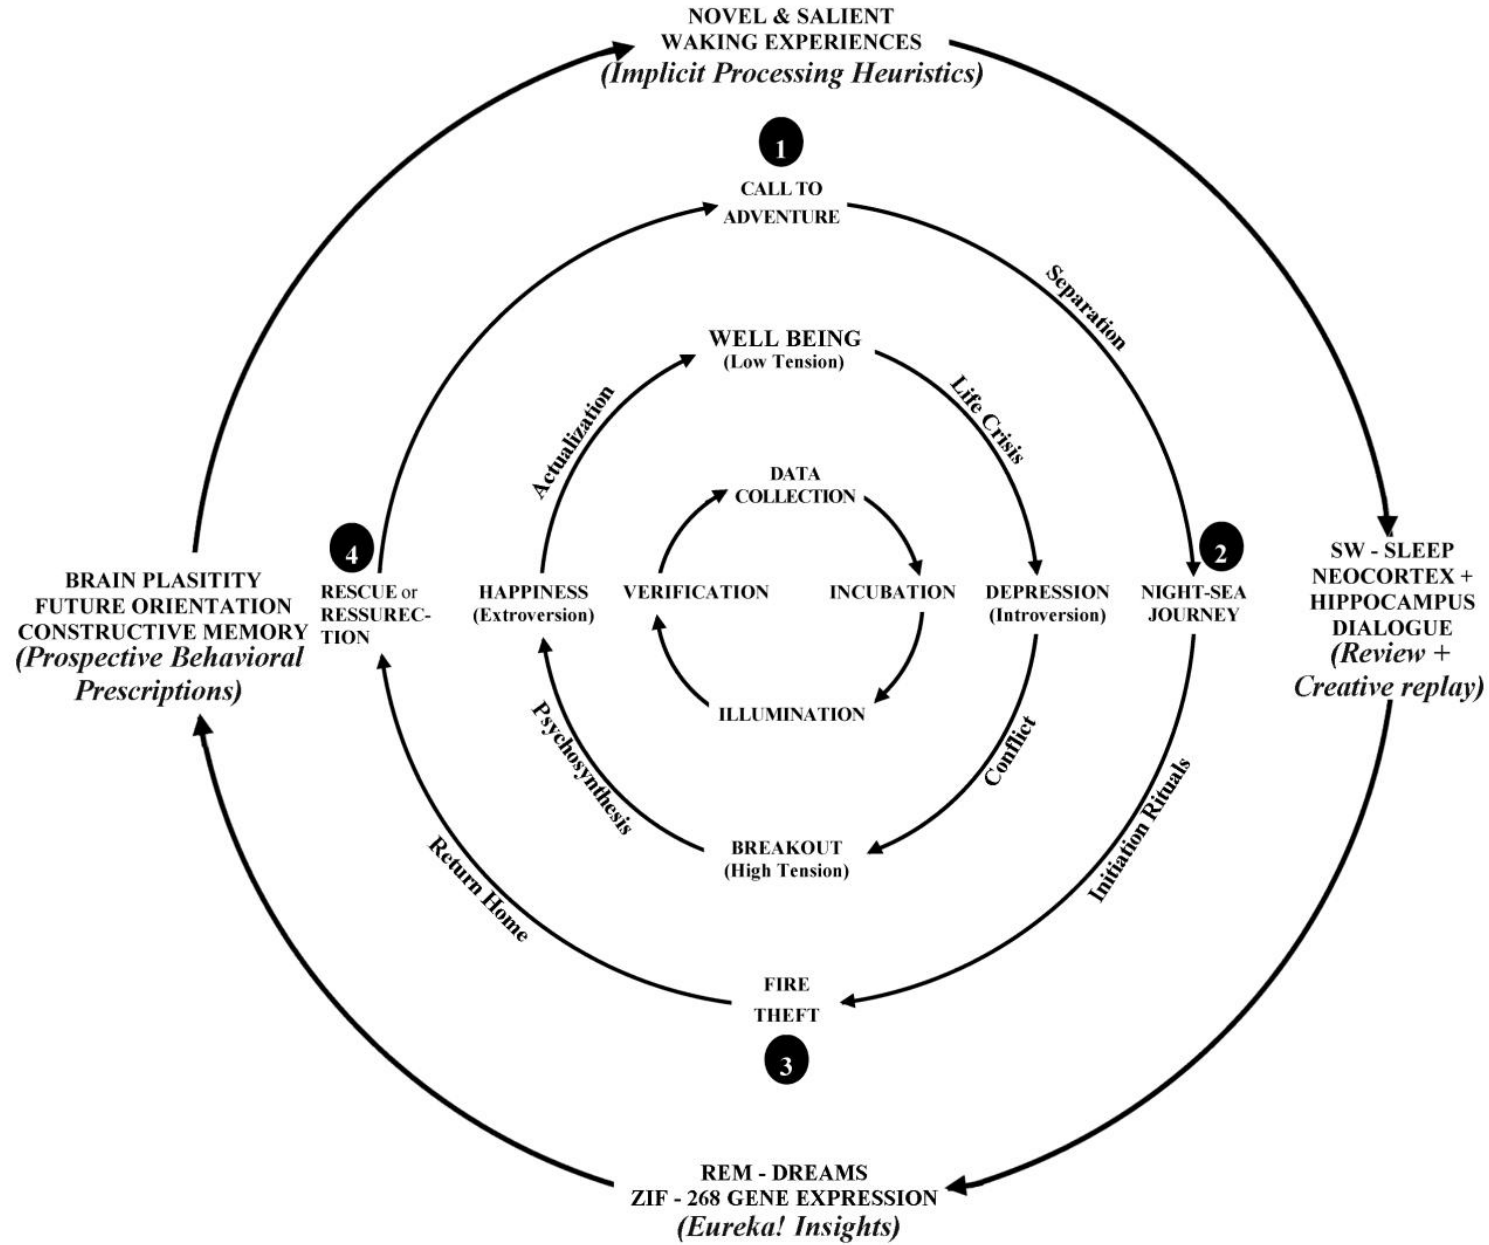 NOVEL & SALIENT
WAKING EXPERIENCES
(Implicit Processing Heuristics)
1
CALL TO
ADVENTURE
Separation
WELL BEING
(Low Tension)
Life Crisis
Actualization
DATA
COLLECTION
4
2
BRAIN PLASITITY
FUTURE ORIENTATION
CONSTRUCTIVE MEMORY
(Prospective Behavioral
Prescriptions)
RESCUE or
RESSUREC-
TION
HAPPINESS
(Extroversion)
VERIFICATION
INCUBATION
DEPRESSION
(Introversion)
NIGHT-SEA
JOURNEY
SW - SLEEP
NEOCORTEX +
HIPPOCAMPUS
DIALOGUE
(Review +
Creative replay)
ILLUMINATION
Psychosynthesis
Conflict
BREAKOUT
(High Tension)
Return Home
Initiation Rituals
FIRE
THEFT
3
REM - DREAMS
ZIF - 268 GENE EXPRESSION
(Eureka! Insights)